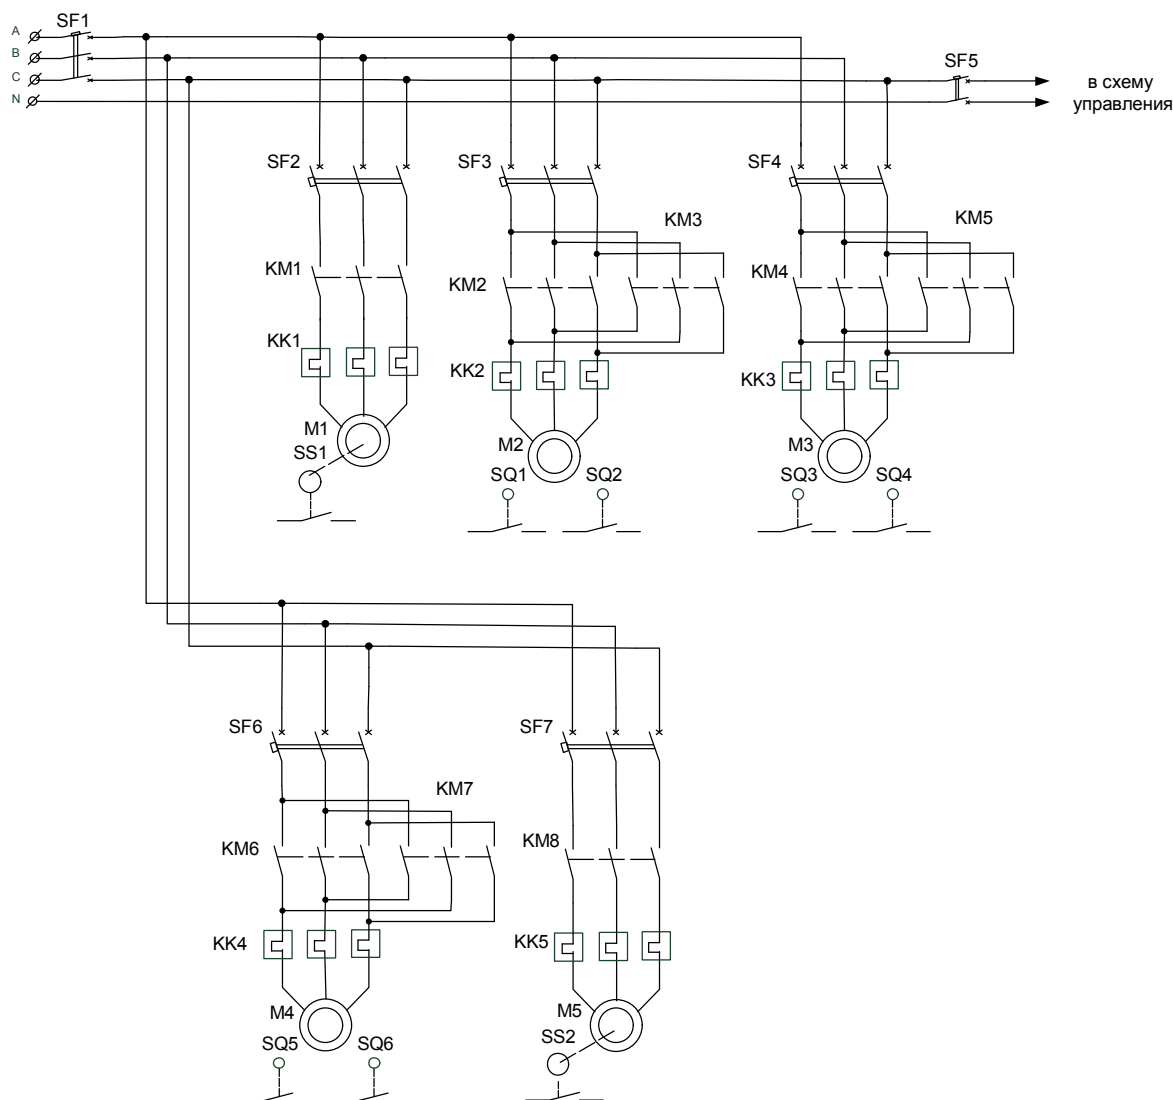 A
SF1
B
C
N
SF5
в схему
управления
SF2
SF3
SF4
KM3
KM5
KM1
KM2
KM4
KK1
KK2
KK3
M1
M2
M3
SS1
SQ1
SQ2
SQ3
SQ4
SF6
SF7
KM7
KM6
KM8
KK4
KK5
M4
M5
SQ5
SQ6
SS2